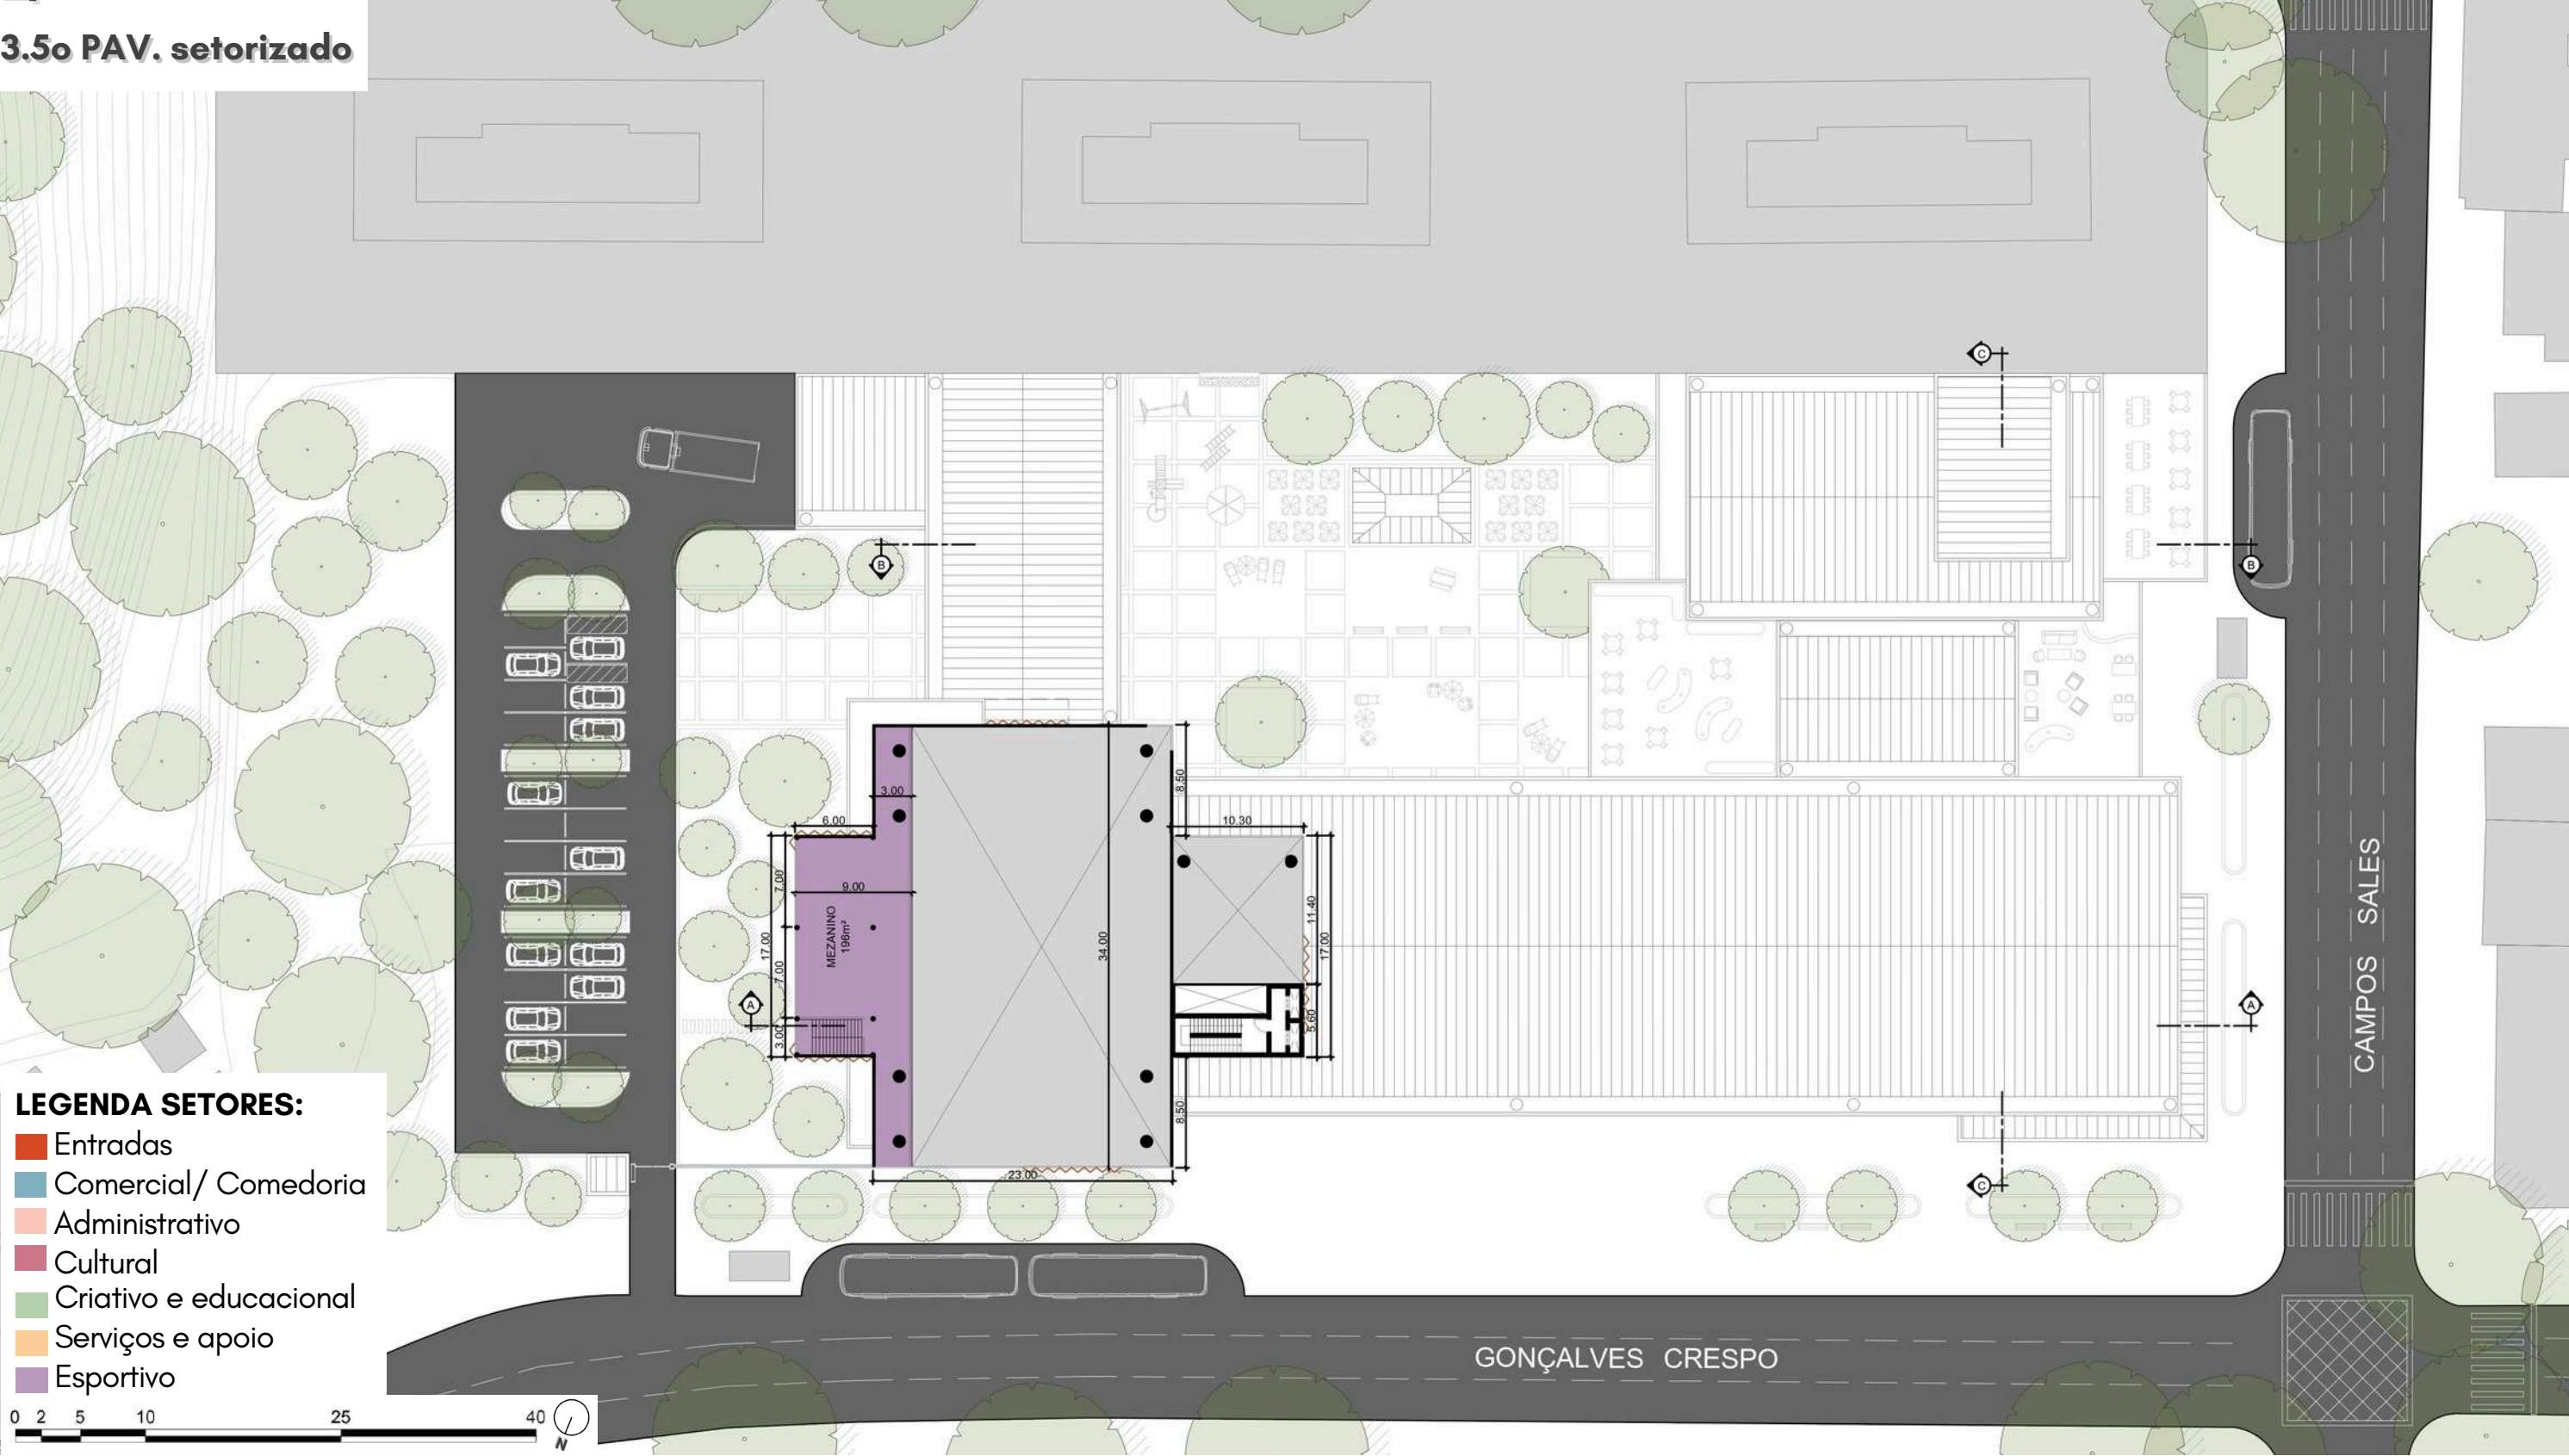 3.5o PAV. setorizado
C
B
B
8.50
3.00
6.00
10.30
7.00
9.00
MEZANINO
196m²
17.00
34.00
11.40
17.00
7.00
A
3.00
5.60
A
CAMPOS SALES
8.50
23.00
C
GONÇALVES CRESPO
LEGENDA SETORES:
Entradas
Comercial/ Comedoria
Administrativo
Cultural
Criativo e educacional
Serviços e apoio
Esportivo
0 2 5 10 25 40
N